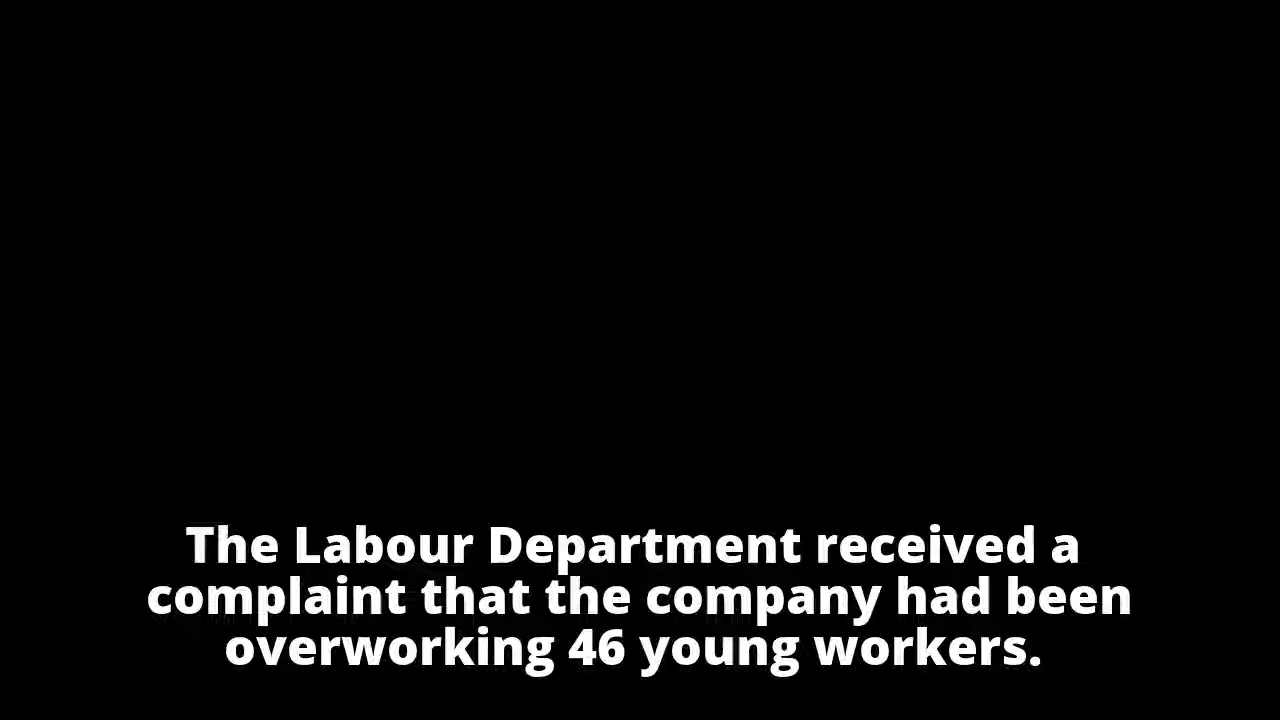 The Labour Department received a
complaint that the company had been
overworking 46 young workers.